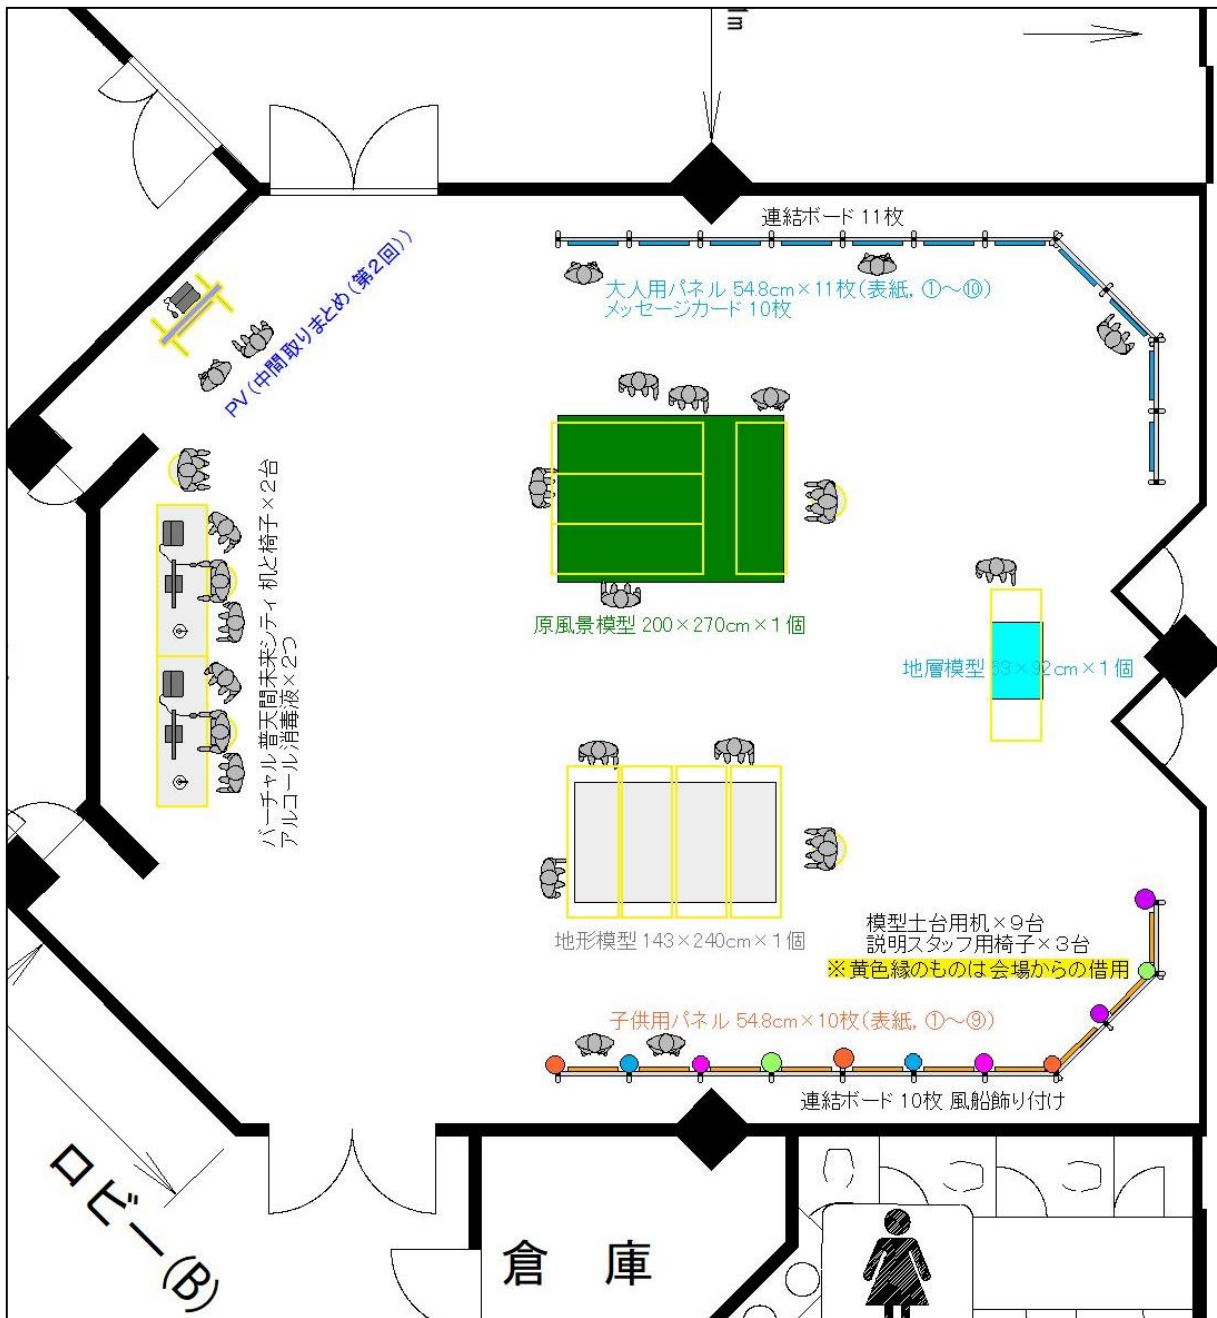 1m
連結ボード 11枚
大人用パネル 54.8cm×11枚(表紙, ①~⑩)
メッセージカード 10枚
PV(中間取りまとめ(第2回))
バーチャル普天間未来シティ 机と椅子×2台
アルコール消毒液×2つ
原風景模型 200×270cm×1個
地層模型 63×92cm×1個
地形模型 143×240cm×1個
模型土台用机×9台
説明スタッフ用椅子×3台
※黄色縁のものは会場からの借用
子供用パネル 54.8cm×10枚(表紙, ①~⑨)
連結ボード 10枚 風船飾り付け
ロビー(B)
倉 庫